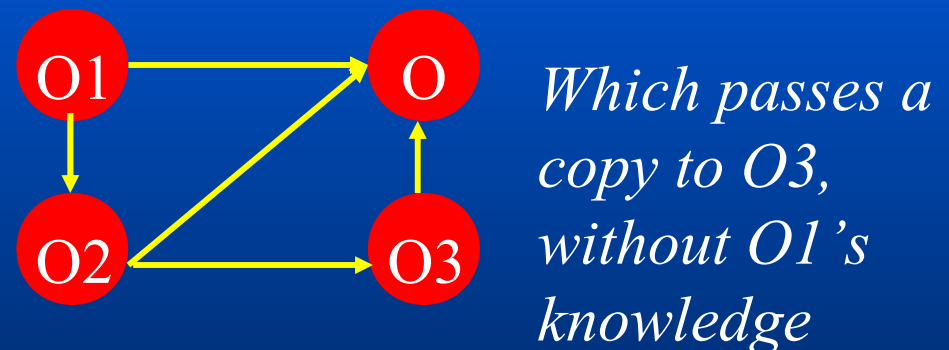 O1
O
O2
O3
Which passes a
copy to O3,
without O1’s
knowledge